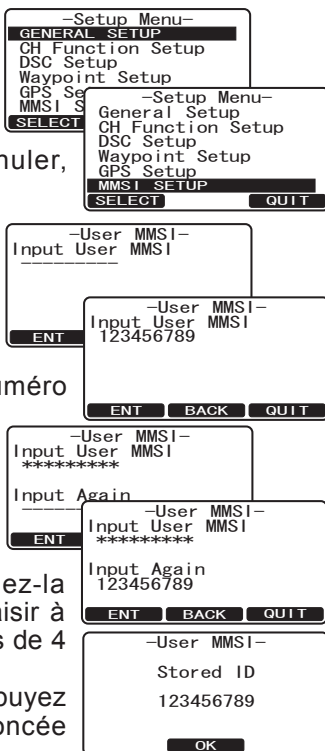 –Setup Menu–
GENERAL SETUP
CH Function Setup
DSC Setup
Waypoint Setup
GPS Se
MMSI S
SELECT
–Setup Menu–
General Setup
CH Function Setup
DSC Setup
Waypoint Setup
GPS Setup
MMSI SETUP
SELECT QUIT
nuler,
–User MMSI–
Input User MMSI
_________
ENT
–User MMSI–
Input User MMSI
123456789
ENT BACK QUIT
uméro
–User MMSI–
Input User MMSI
*********
Input Again
ENT
–User MMSI–
Input User MMSI
*********
Input Again
123456789
ENT BACK QUIT
ez-la
aisir à
s de 4
–User MMSI–
Stored ID
123456789
OK
puyez
oncée